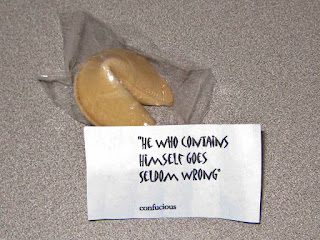 "HE WHO CONTAINS
HIMSELF GOES
SELDOM WRONG"
confucious